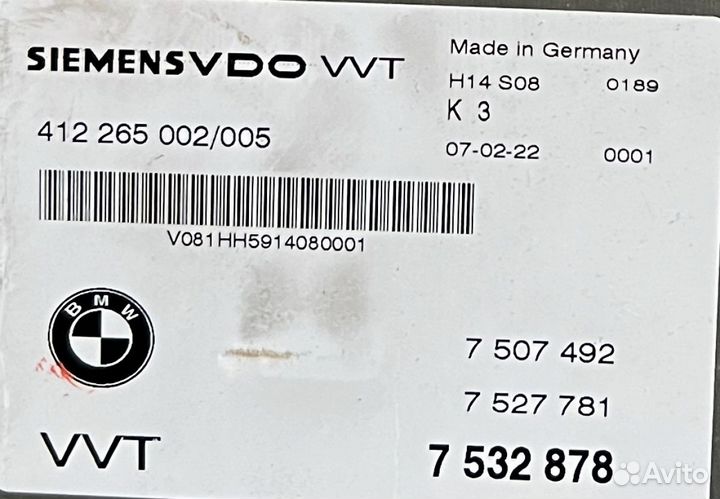 SIEMENSVDO VVT
Made in Germany
H14 S08 0189
K 3
412 265 002/005
07-02-22 0001
V081HH5914080001
BMW
7 507 492
7 527 781
VVT
7 532 878
Avito